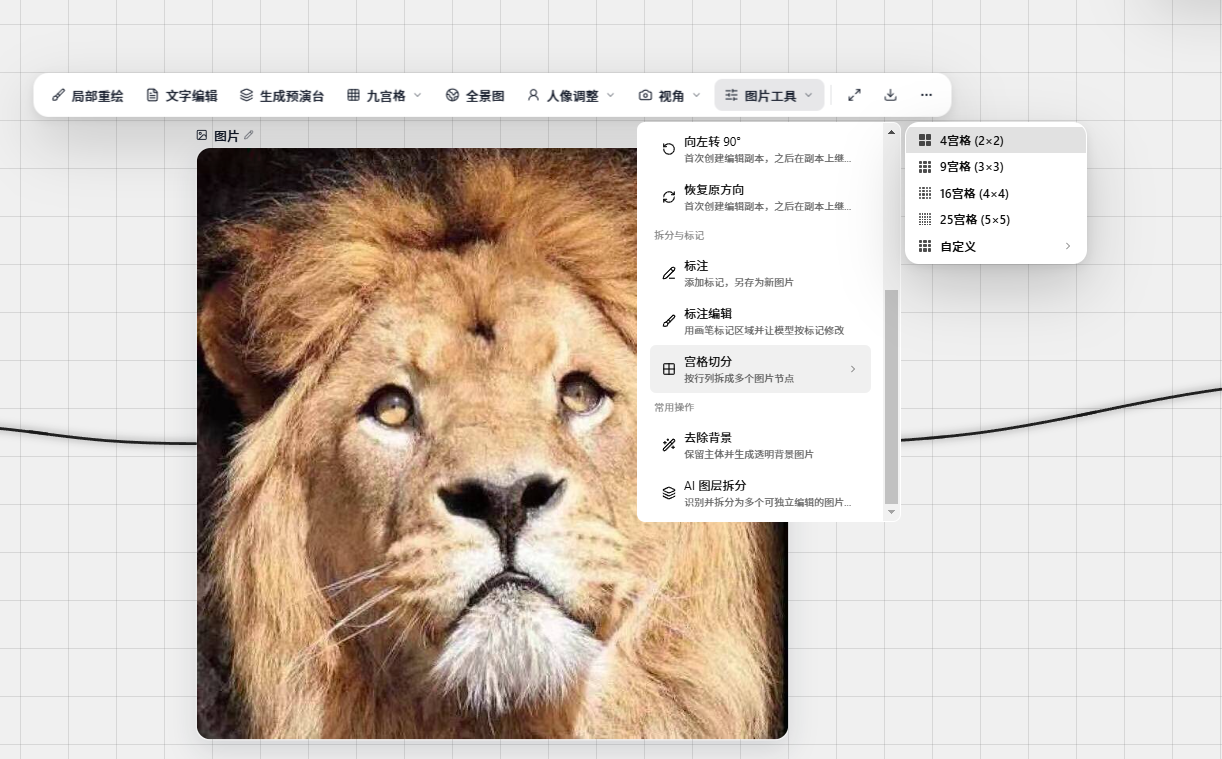 局部重绘 文字编辑 生成预演台 九宫格 全景图 人像调整 视角 图片工具
图片
向左转 90°
首次创建编辑副本，之后在副本上继...
恢复原方向
首次创建编辑副本，之后在副本上继...
拆分与标记
标注
添加标记，另存为新图片
标注编辑
用画笔标记区域并让模型按标记修改
宫格切分
按行列拆成多个图片节点
常用操作
去除背景
保留主体并生成透明背景图片
AI 图层拆分
识别并拆分为多个可独立编辑的图片...
4宫格 (2×2)
9宫格 (3×3)
16宫格 (4×4)
25宫格 (5×5)
自定义